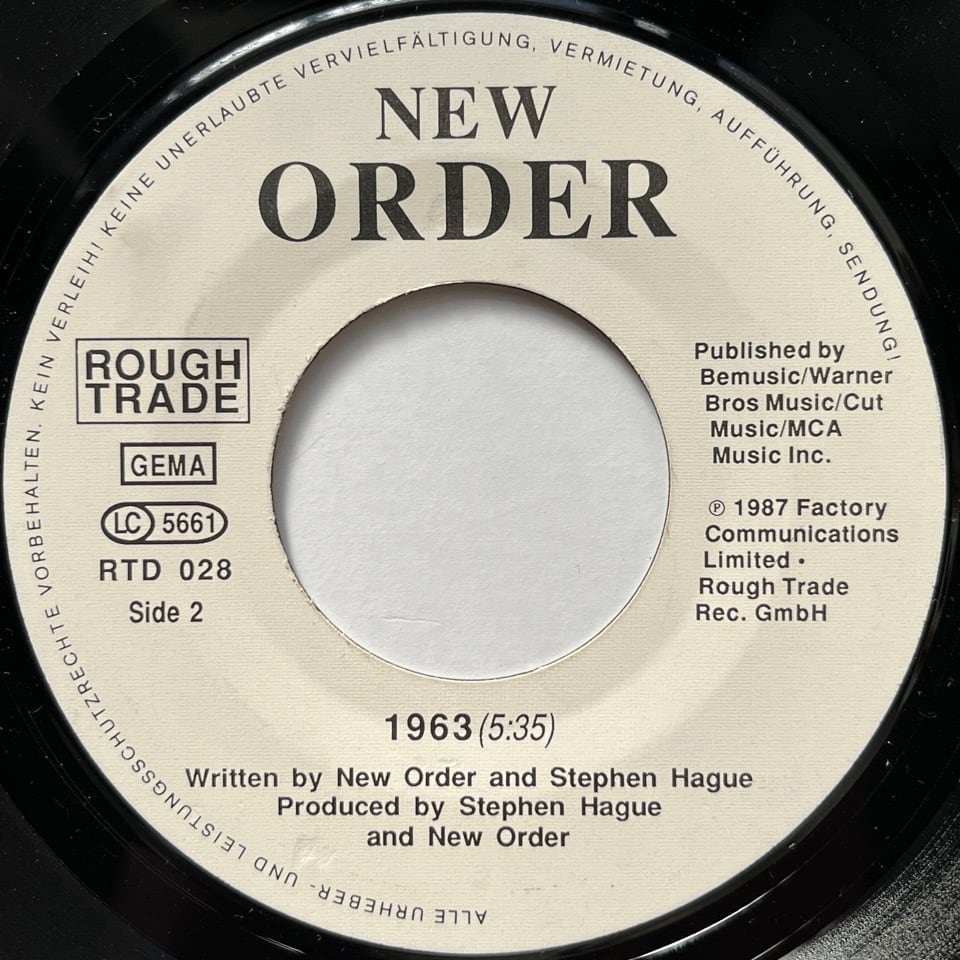 ALLE URHEBER- UND LEISTUNGSSCHUTZRECHTE VORBEHALTEN. KEIN VERLEIH! KEINE UNERLAUBTE VERVIELFÄLTIGUNG, VERMIETUNG, AUFFÜHRUNG, SENDUNG!
NEW
ORDER
ROUGH
TRADE
GEMA
LC 5661
RTD 028
Side 2
Published by
Bemusic/Warner
Bros Music/Cut
Music/MCA
Music Inc.
℗ 1987 Factory
Communications
Limited •
Rough Trade
Rec. GmbH
1963 (5:35)
Written by New Order and Stephen Hague
Produced by Stephen Hague
and New Order